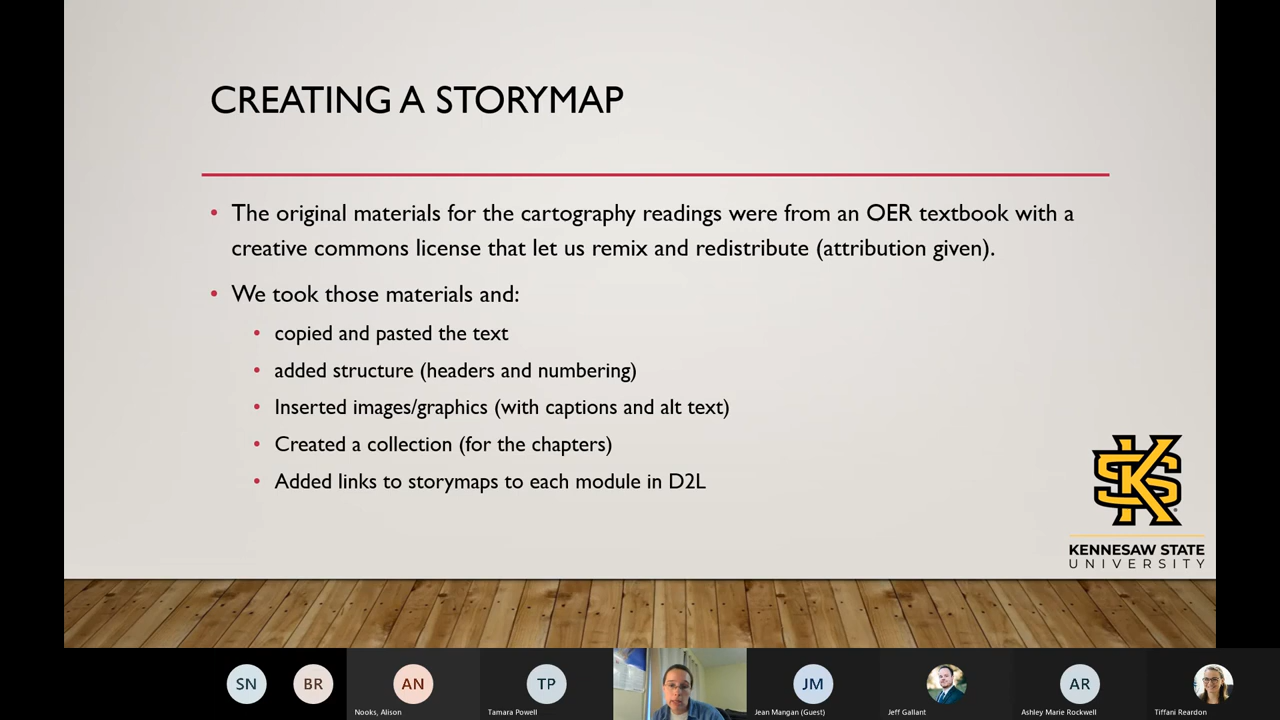 CREATING A STORYMAP
• The original materials for the cartography readings were from an OER textbook with a
creative commons license that let us remix and redistribute (attribution given).
• We took those materials and:
• copied and pasted the text
• added structure (headers and numbering)
• Inserted images/graphics (with captions and alt text)
• Created a collection (for the chapters)
• Added links to storymaps to each module in D2L
KS
KENNESAW STATE
UNIVERSITY
SN
BR
AN
Nooks, Alison
TP
Tamara Powell
JM
Jean Mangan (Guest)
Jeff Gallant
AR
Ashley Marie Rockwell
Tiffani Reardon